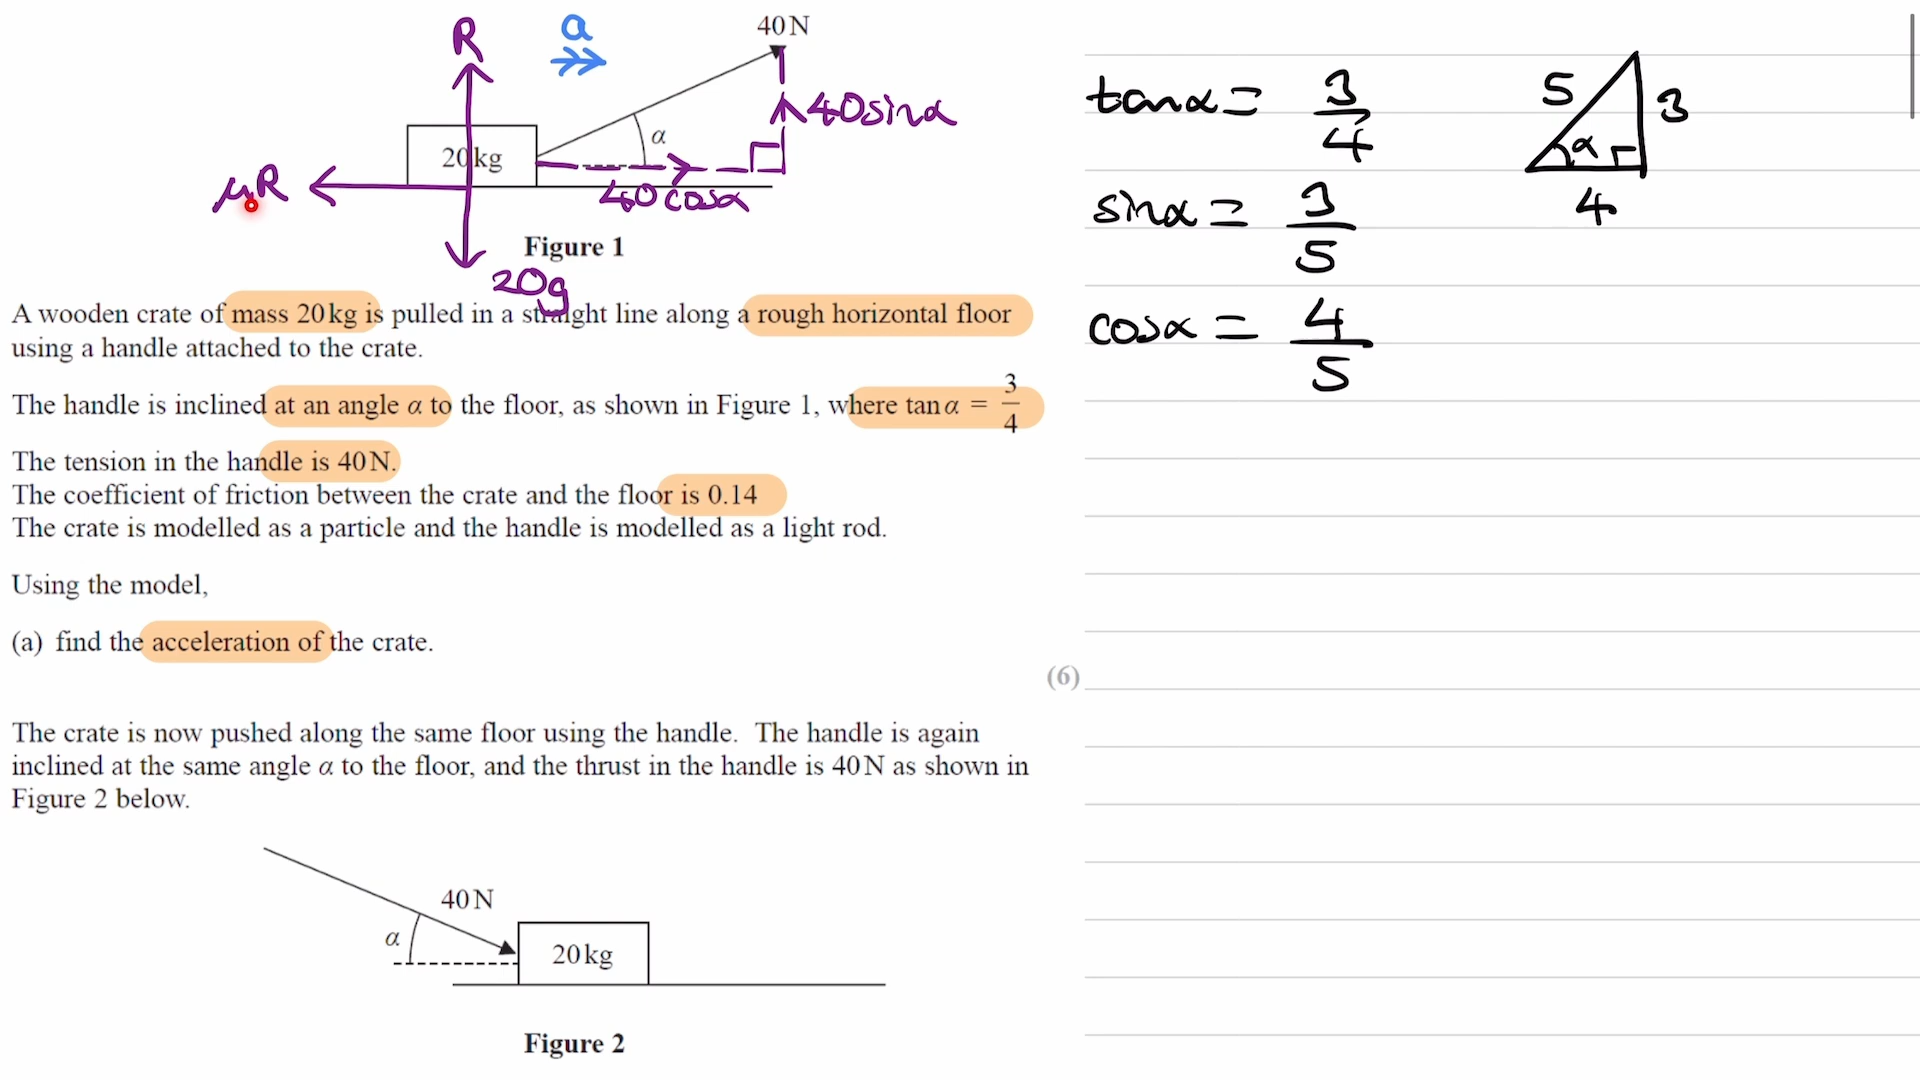 R
a
40 N
40sinα
α
20 kg
μR
40cosα
Figure 1
20g
A wooden crate of mass 20 kg is pulled in a straight line along a rough horizontal floor
using a handle attached to the crate.
The handle is inclined at an angle α to the floor, as shown in Figure 1, where tan α = 3/4
The tension in the handle is 40 N.
The coefficient of friction between the crate and the floor is 0.14
The crate is modelled as a particle and the handle is modelled as a light rod.
Using the model,
(a) find the acceleration of the crate.
(6)
The crate is now pushed along the same floor using the handle. The handle is again
inclined at the same angle α to the floor, and the thrust in the handle is 40 N as shown in
Figure 2 below.
40 N
α
20 kg
Figure 2
tanα = 3/4
5
3
α
4
sinα = 3/5
cosα = 4/5